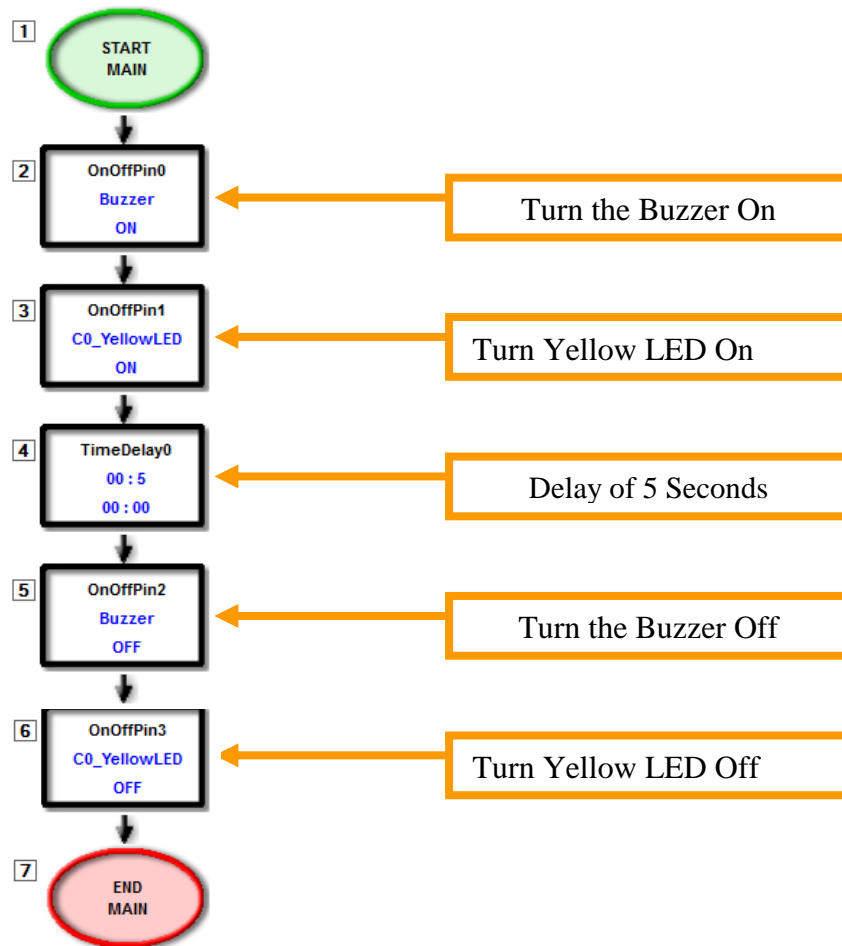 1
START
MAIN
2
OnOffPin0
Buzzer
ON
Turn the Buzzer On
3
OnOffPin1
C0_YellowLED
ON
Turn Yellow LED On
4
TimeDelay0
00 : 5
00 : 00
Delay of 5 Seconds
5
OnOffPin2
Buzzer
OFF
Turn the Buzzer Off
6
OnOffPin3
C0_YellowLED
OFF
Turn Yellow LED Off
7
END
MAIN